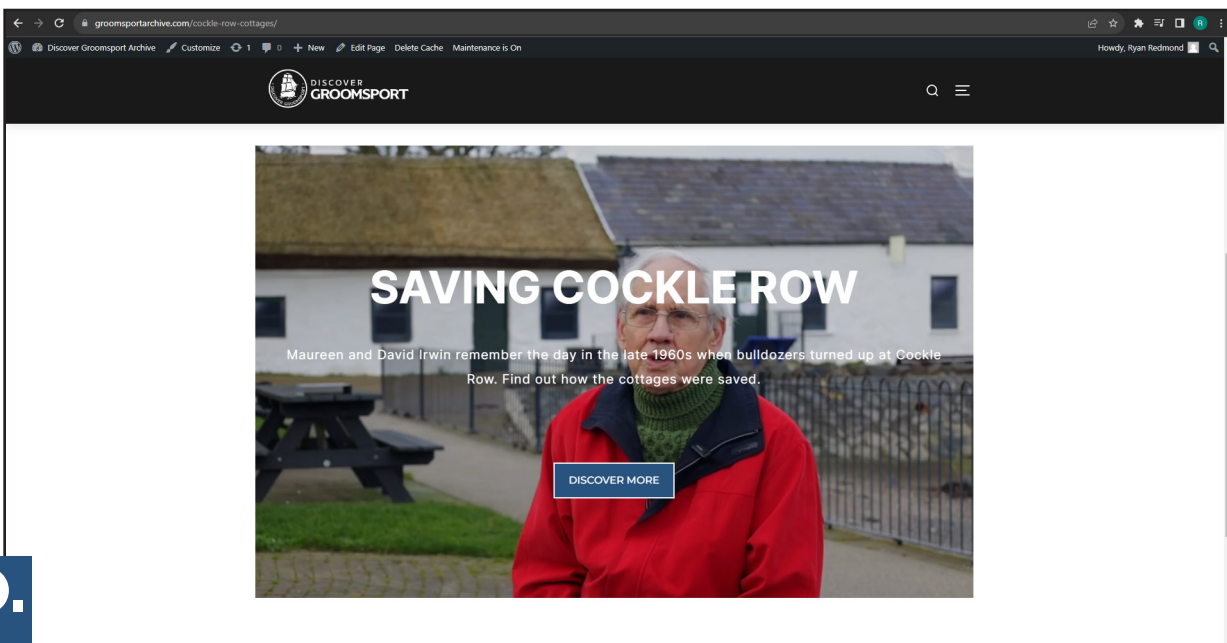 groomsportarchive.com/cockle-row-cottages/
R
Discover Groomsport Archive Customize 1 0 + New Edit Page Delete Cache Maintenance is On Howdy, Ryan Redmond
DISCOVER
GROOMSPORT
SAVING COCKLE ROW
Maureen and David Irwin remember the day in the late 1960s when bulldozers turned up at Cockle
Row. Find out how the cottages were saved.
DISCOVER MORE